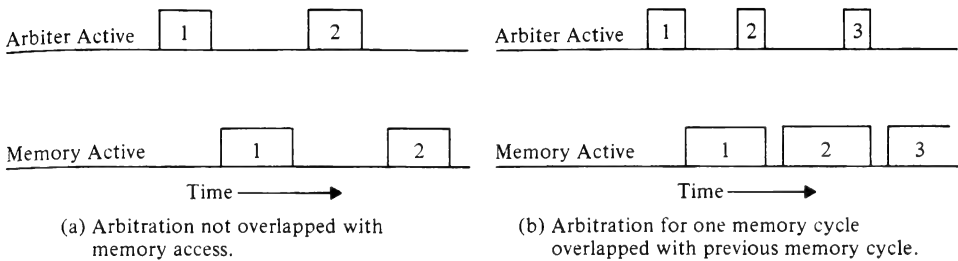 Arbiter Active 1 2
Memory Active 1 2
Time
(a) Arbitration not overlapped with
memory access.
Arbiter Active 1 2 3
Memory Active 1 2 3
Time
(b) Arbitration for one memory cycle
overlapped with previous memory cycle.